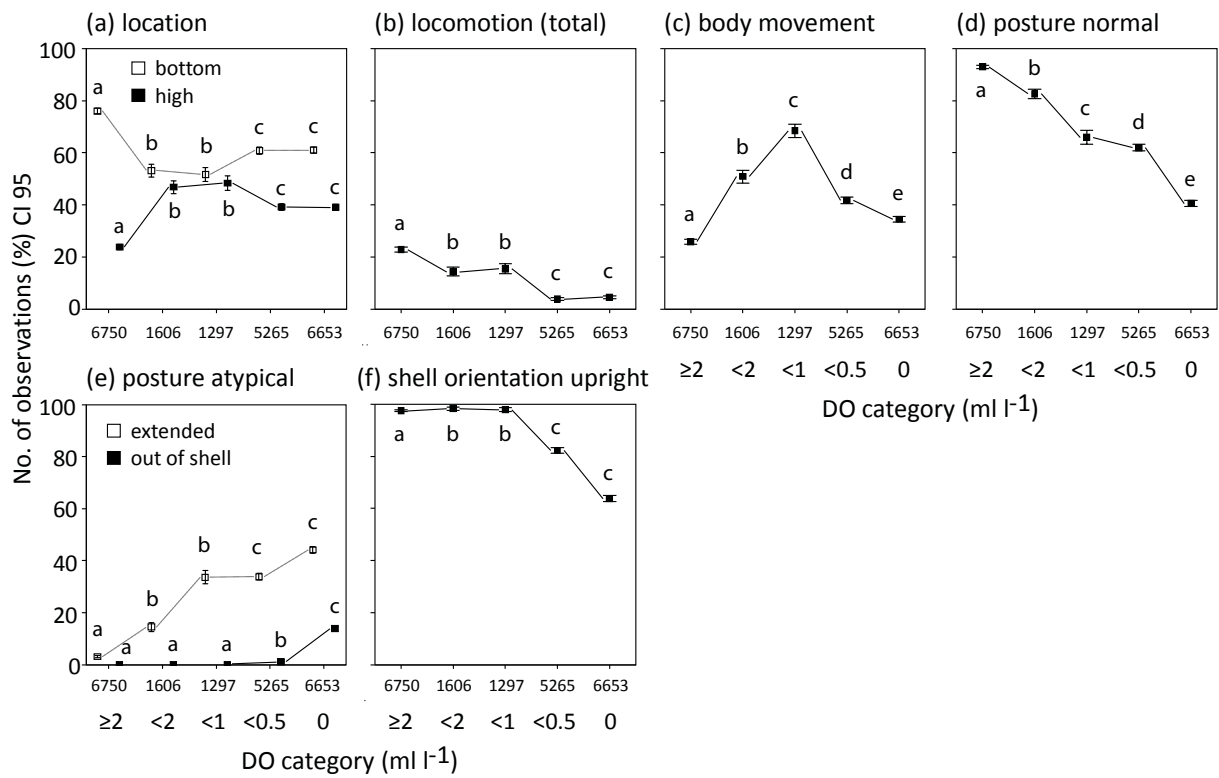 (a) location
(b) locomotion (total)
(c) body movement
(d) posture normal
No. of observations (%) CI 95
100
80
60
40
20
0
bottom
high
a
b
b
c
c
a
b
b
c
c
6750 1606 1297 5265 6653
a
b
b
c
c
6750 1606 1297 5265 6653
a
b
c
d
e
6750 1606 1297 5265 6653
≥2 <2 <1 <0.5 0
a
b
c
d
e
6750 1606 1297 5265 6653
≥2 <2 <1 <0.5 0
DO category (ml l-1)
(e) posture atypical
(f) shell orientation upright
100
80
60
40
20
0
extended
out of shell
a
b
b
c
c
a
a
a
b
c
6750 1606 1297 5265 6653
≥2 <2 <1 <0.5 0
a
b
b
c
c
6750 1606 1297 5265 6653
≥2 <2 <1 <0.5 0
DO category (ml l-1)